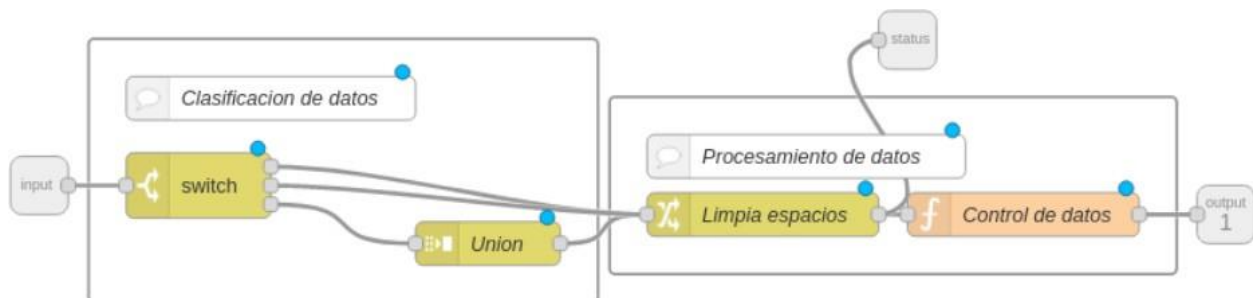 status
Clasificacion de datos
Procesamiento de datos
input
switch
Limpia espacios
Control de datos
output
1
Union